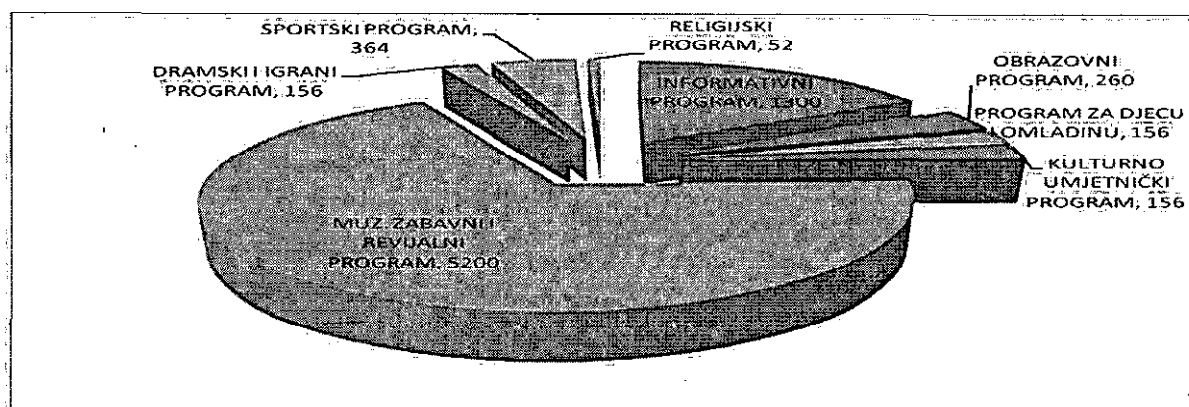 SPORTSKI PROGRAM;
364
RELIGIJSKI
PROGRAM; 52
DRAMSKI I IGRANI
PROGRAM; 156
INFORMATIVNI
PROGRAM; 1300
OBRAZOVNI
PROGRAM; 260
PROGRAM ZA DJECU
I OMLADINU; 156
KULTURNO
UMJETNIČKI
PROGRAM; 156
MUZ-ZABAVNI I
REVIJALNI
PROGRAM; 5200